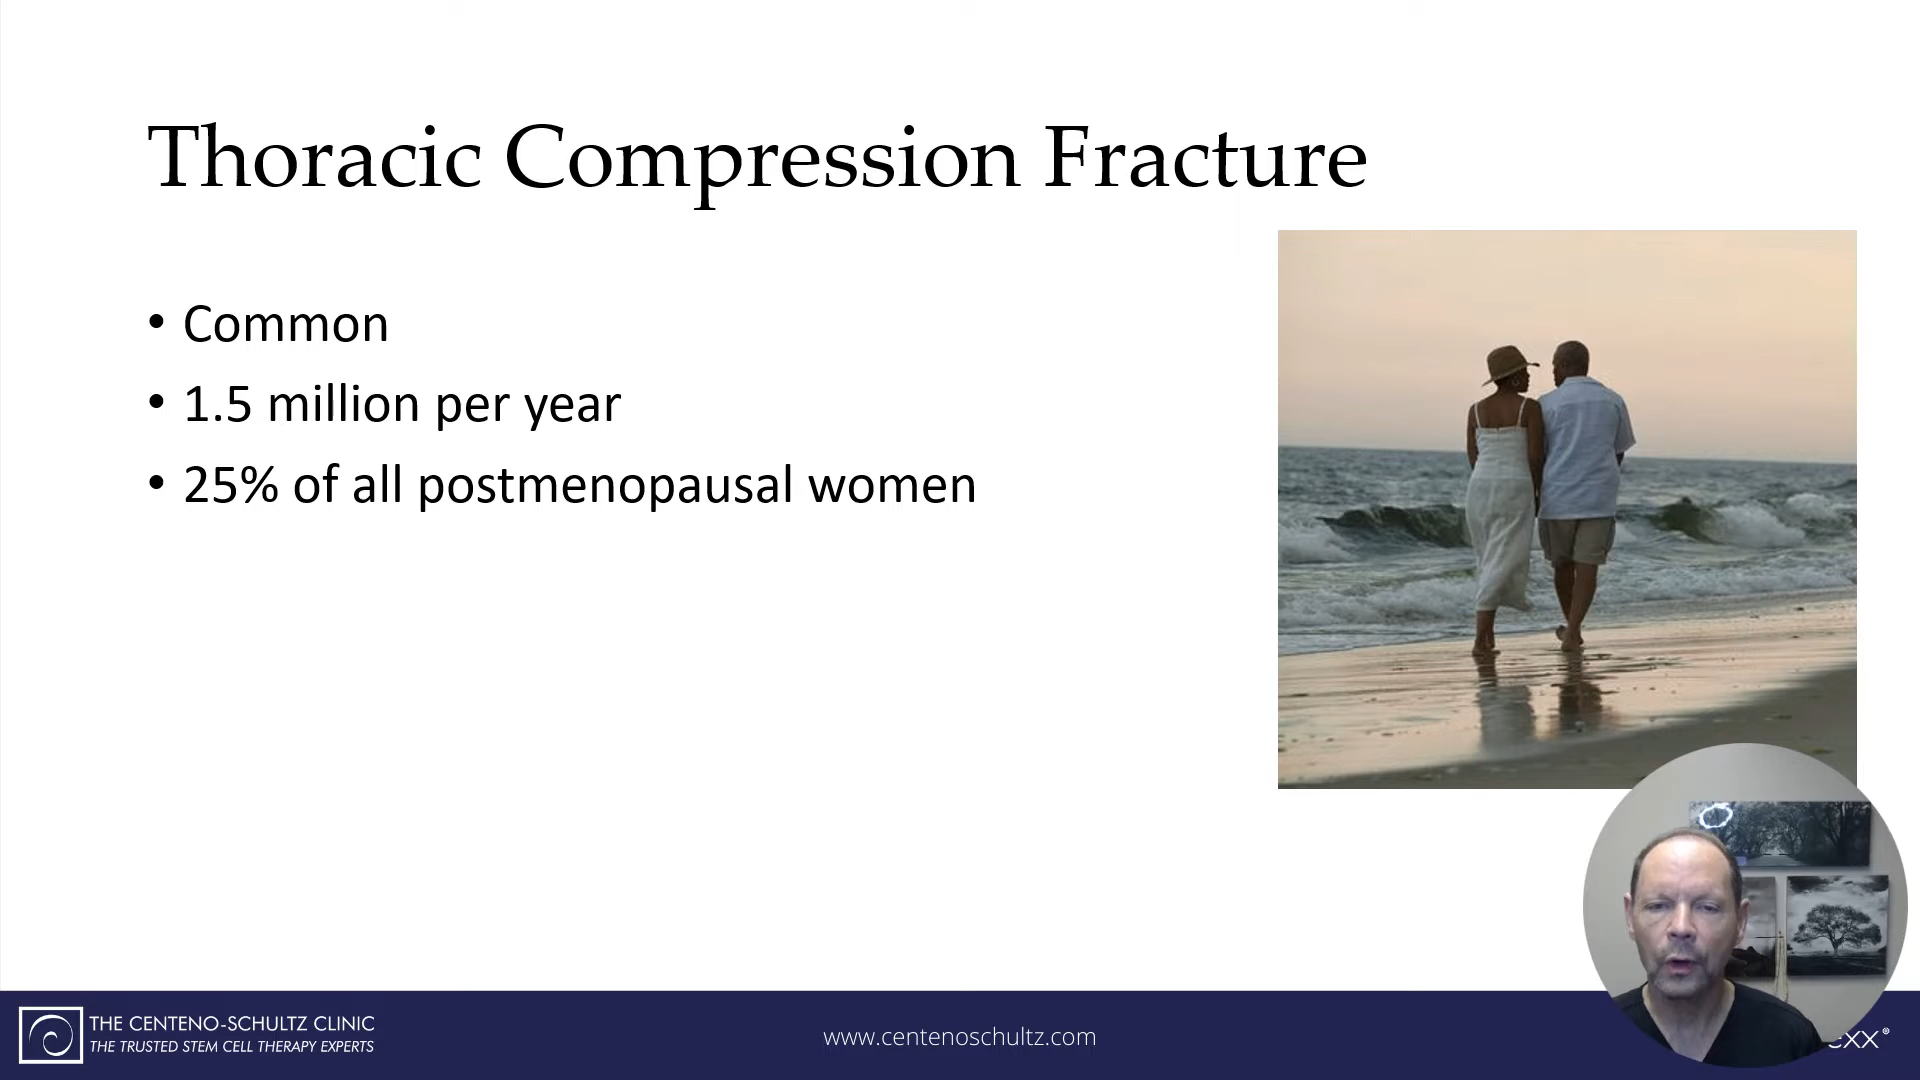 Thoracic Compression Fracture
• Common
• 1.5 million per year
• 25% of all postmenopausal women
THE CENTENO-SCHULTZ CLINIC
THE TRUSTED STEM CELL THERAPY EXPERTS
www.centenoschultz.com